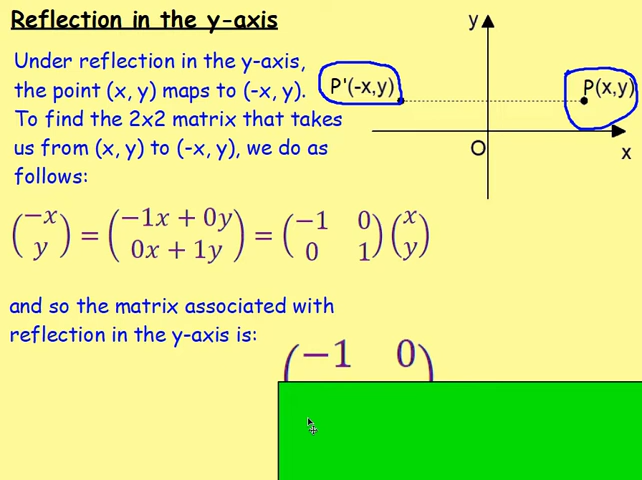 Reflection in the y-axis
Under reflection in the y-axis,
the point (x, y) maps to (-x, y).
To find the 2x2 matrix that takes
us from (x, y) to (-x, y), we do as
follows:
y
P'(-x,y)
P(x,y)
O
x
(−x) = (−1x + 0y) = (−1 0) (x)
(y) (0x + 1y) (0 1) (y)
and so the matrix associated with
reflection in the y-axis is:
(−1 0)